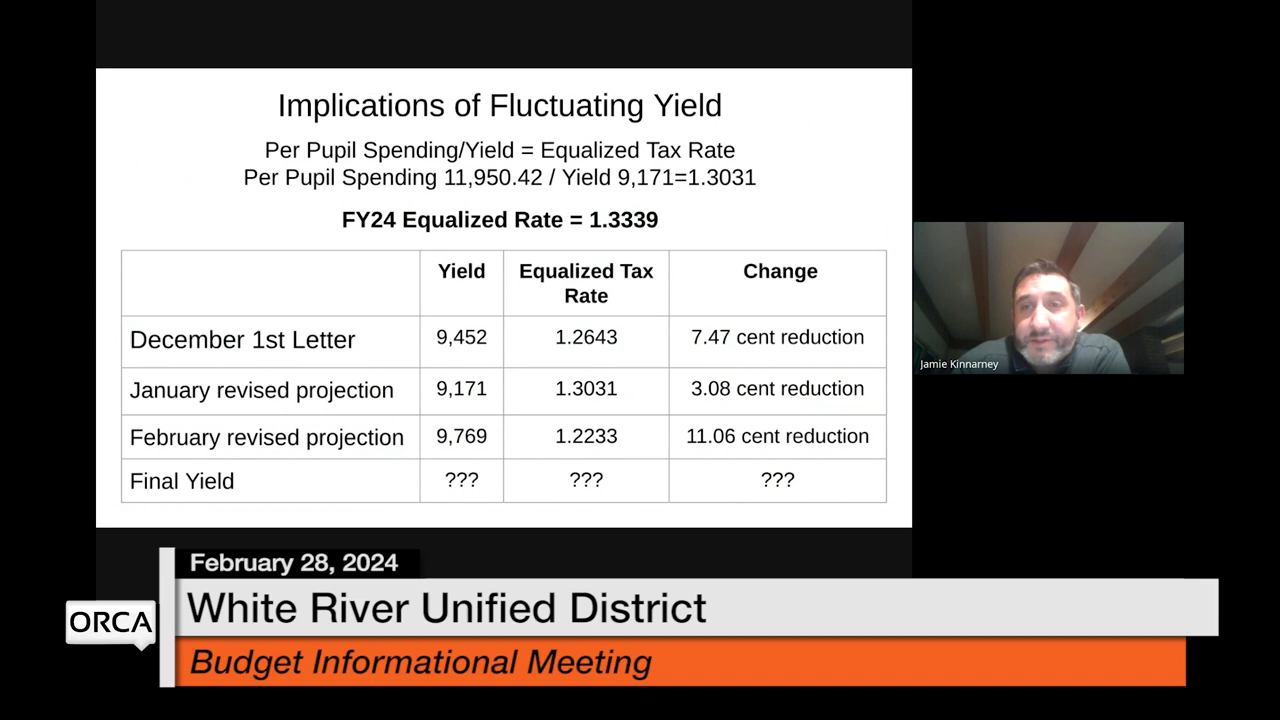 Implications of Fluctuating Yield
Per Pupil Spending/Yield = Equalized Tax Rate
Per Pupil Spending 11,950.42 / Yield 9,171=1.3031
FY24 Equalized Rate = 1.3339
Yield Equalized Tax Rate Change
December 1st Letter 9,452 1.2643 7.47 cent reduction
January revised projection 9,171 1.3031 3.08 cent reduction
February revised projection 9,769 1.2233 11.06 cent reduction
Final Yield ??? ??? ???
Jamie Kinnarney
February 28, 2024
ORCA
White River Unified District
Budget Informational Meeting